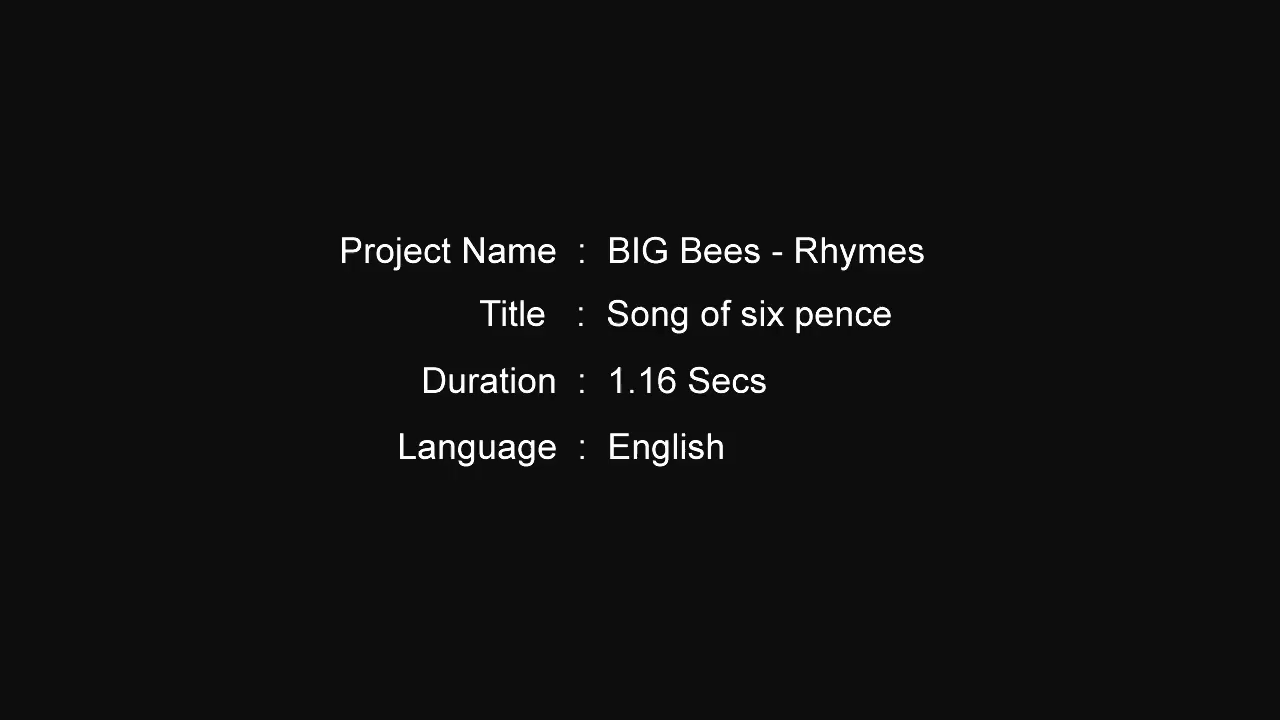 Project Name : BIG Bees - Rhymes
Title : Song of six pence
Duration : 1.16 Secs
Language : English